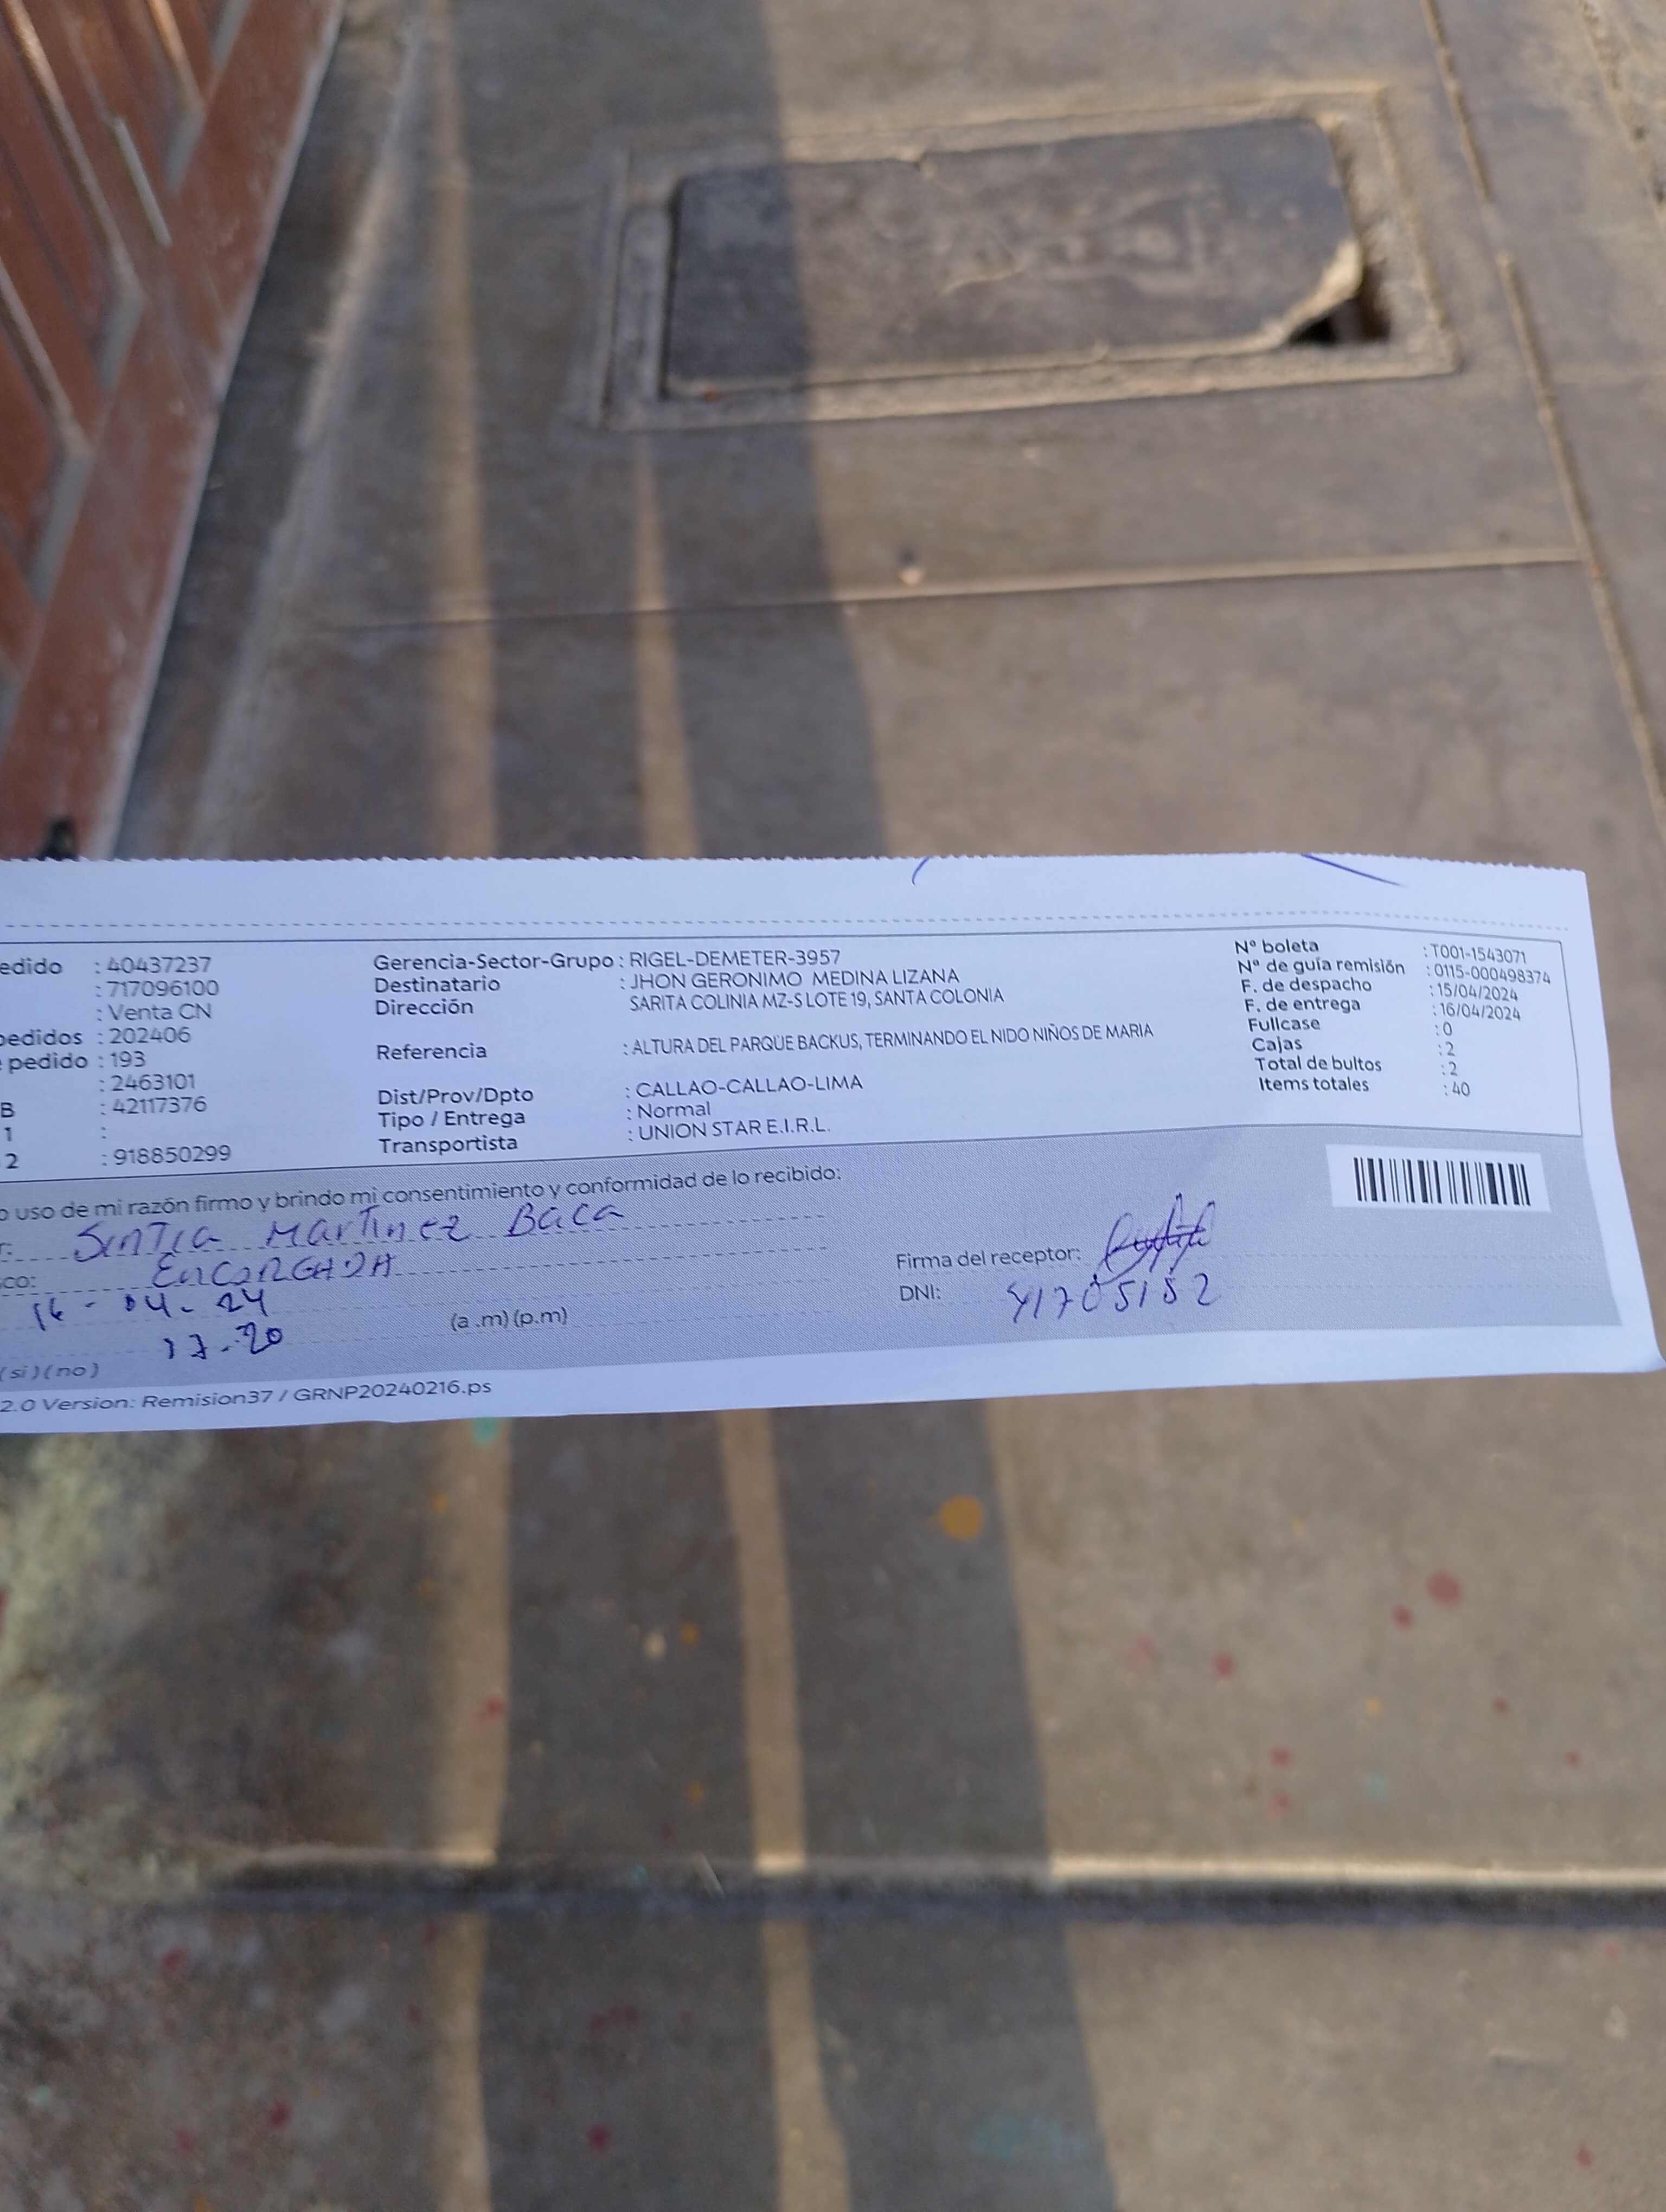 edido : 40437237
: 717096100
: Venta CN
pedidos : 202406
pedido : 193
: 2463101
B : 42117376
1 :
2 : 918850299
Gerencia-Sector-Grupo : RIGEL-DEMETER-3957
Destinatario : JHON GERONIMO MEDINA LIZANA
Dirección SARITA COLINIA MZ-S LOTE 19, SANTA COLONIA
Referencia : ALTURA DEL PARQUE BACKUS, TERMINANDO EL NIDO NIÑOS DE MARIA
Dist/Prov/Dpto : CALLAO-CALLAO-LIMA
Tipo / Entrega : Normal
Transportista : UNION STAR E.I.R.L.
Nº boleta : T001-1543071
Nº de guía remisión : 0115-000498374
F. de despacho : 15/04/2024
F. de entrega : 16/04/2024
Fullcase : 0
Cajas : 2
Total de bultos : 2
Items totales : 40
o uso de mi razón firmo y brindo mi consentimiento y conformidad de lo recibido:
r: Sintia Martinez Baca
co: EnCARGADA
16 - 04 - 24
17.20 (a .m) (p.m)
( si ) ( no )
Firma del receptor:
DNI: 41705152
2.0 Version: Remision37 / GRNP20240216.ps